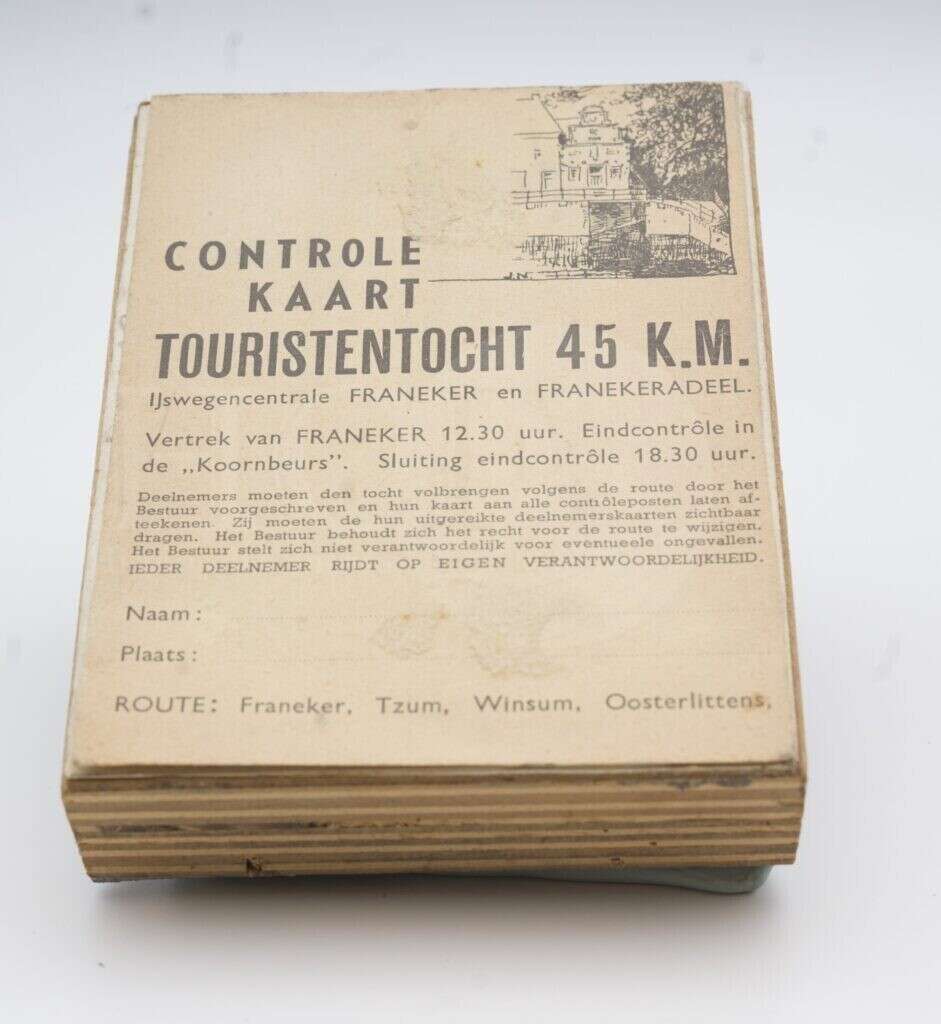 CONTROLE
KAART
TOURISTENTOCHT 45 K.M.
IJswegencentrale FRANEKER en FRANEKERADEEL.
Vertrek van FRANEKER 12.30 uur. Eindcontrôle in
de „Koornbeurs”. Sluiting eindcontrôle 18.30 uur.
Deelnemers moeten den tocht volbrengen volgens de route door het
Bestuur voorgeschreven en hun kaart aan alle contrôleposten laten af-
teekenen. Zij moeten de hun uitgereikte deelnemerskaarten zichtbaar
dragen. Het Bestuur behoudt zich het recht voor de route te wijzigen.
Het Bestuur stelt zich niet verantwoordelijk voor eventueele ongevallen.
IEDER DEELNEMER RIJDT OP EIGEN VERANTWOORDELIJKHEID.
Naam:
Plaats:
ROUTE: Franeker, Tzum, Winsum, Oosterlittens,